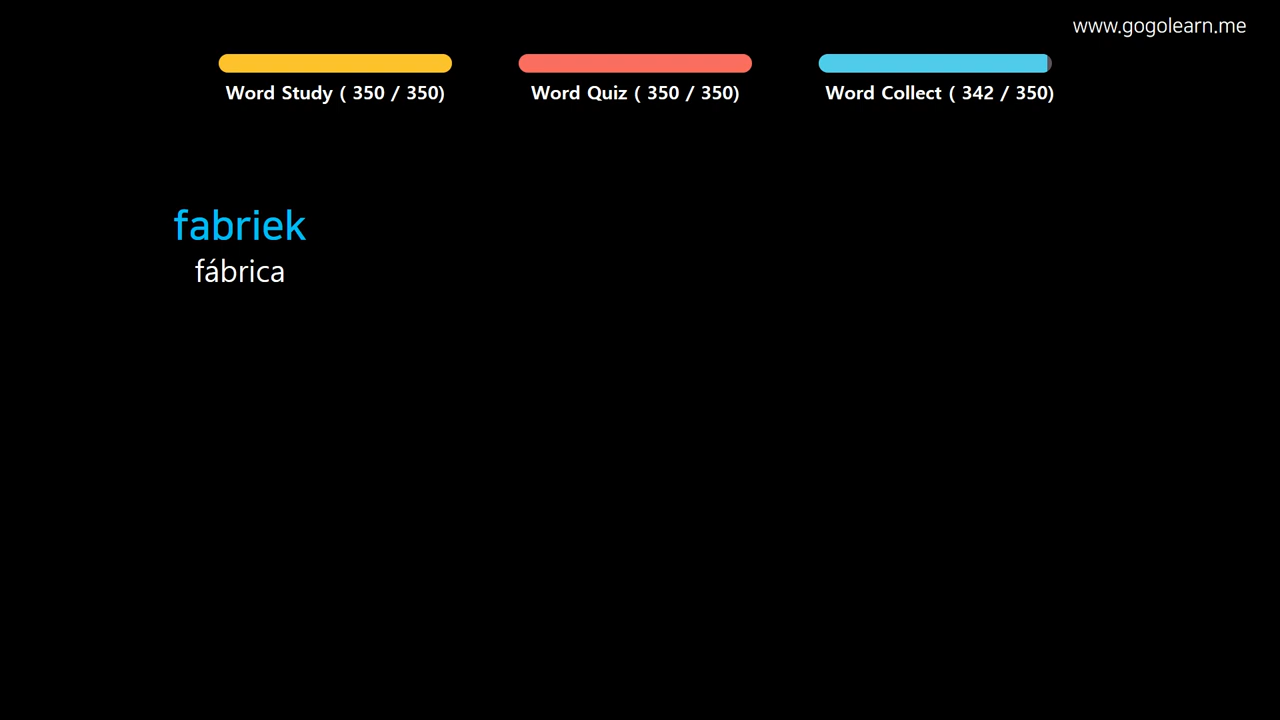 www.gogolearn.me
Word Study ( 350 / 350)
Word Quiz ( 350 / 350)
Word Collect ( 342 / 350)
fabriek
fábrica